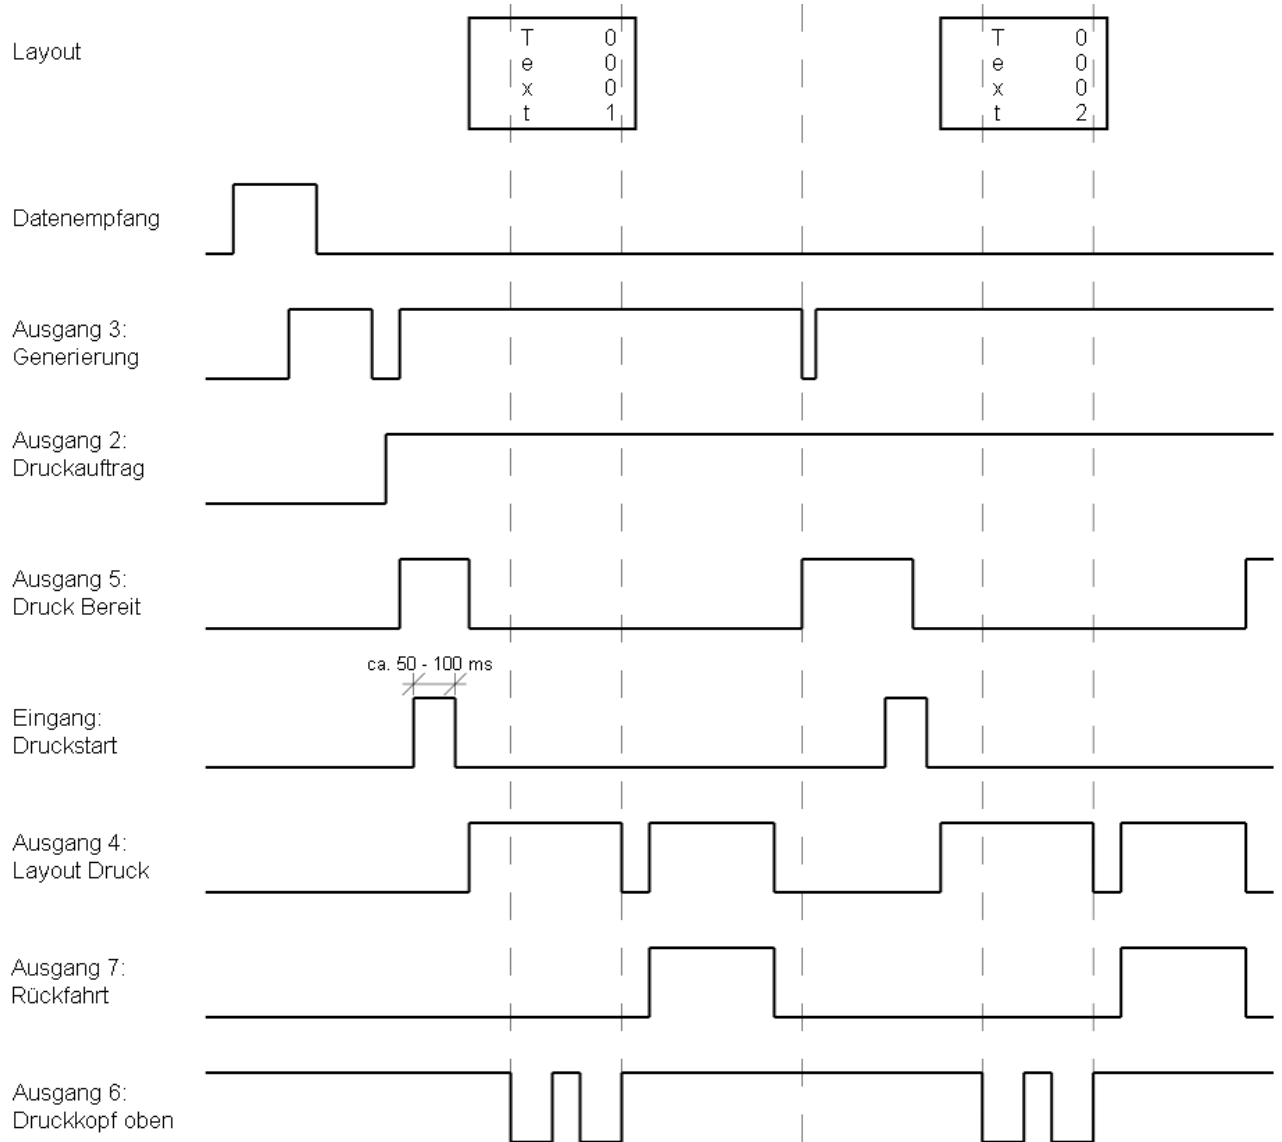 Layout
T 0
e 0
x 0
t 1
T 0
e 0
x 0
t 2
Datenempfang
Ausgang 3:
Generierung
Ausgang 2:
Druckauftrag
Ausgang 5:
Druck Bereit
ca. 50 - 100 ms
Eingang:
Druckstart
Ausgang 4:
Layout Druck
Ausgang 7:
Rückfahrt
Ausgang 6:
Druckkopf oben